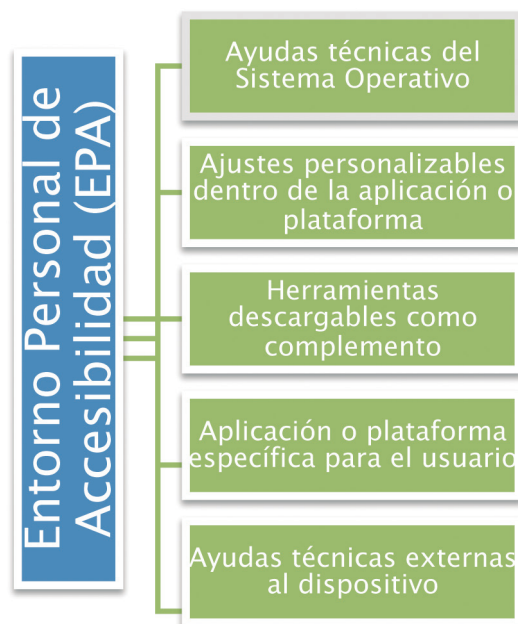 Entorno Personal de
Accesibilidad (EPA)
Ayudas técnicas del
Sistema Operativo
Ajustes personalizables
dentro de la aplicación o
plataforma
Herramientas
descargables como
complemento
Aplicación o plataforma
específica para el usuario
Ayudas técnicas externas
al dispositivo